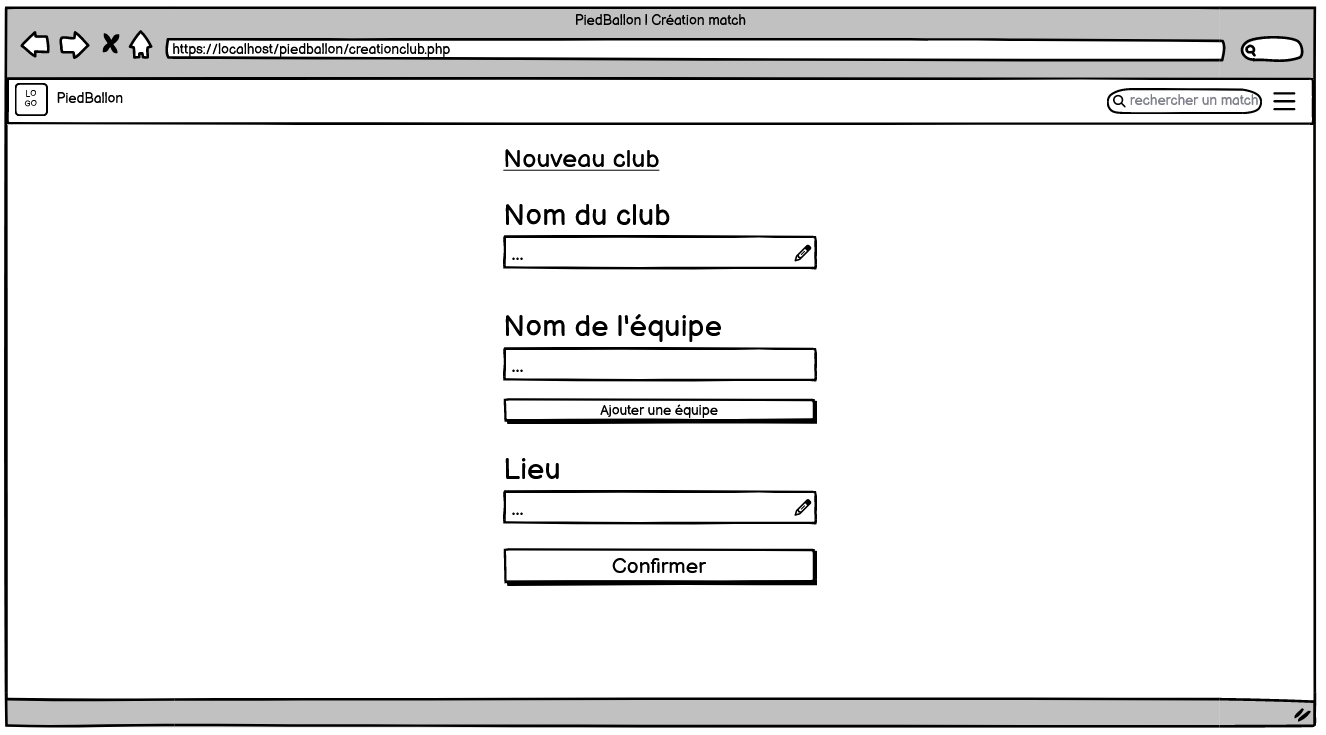 PiedBallon | Création match
https://localhost/piedballon/creationclub.php
LO
GO
PiedBallon
rechercher un match
Nouveau club
Nom du club
...
Nom de l'équipe
...
Ajouter une équipe
Lieu
...
Confirmer